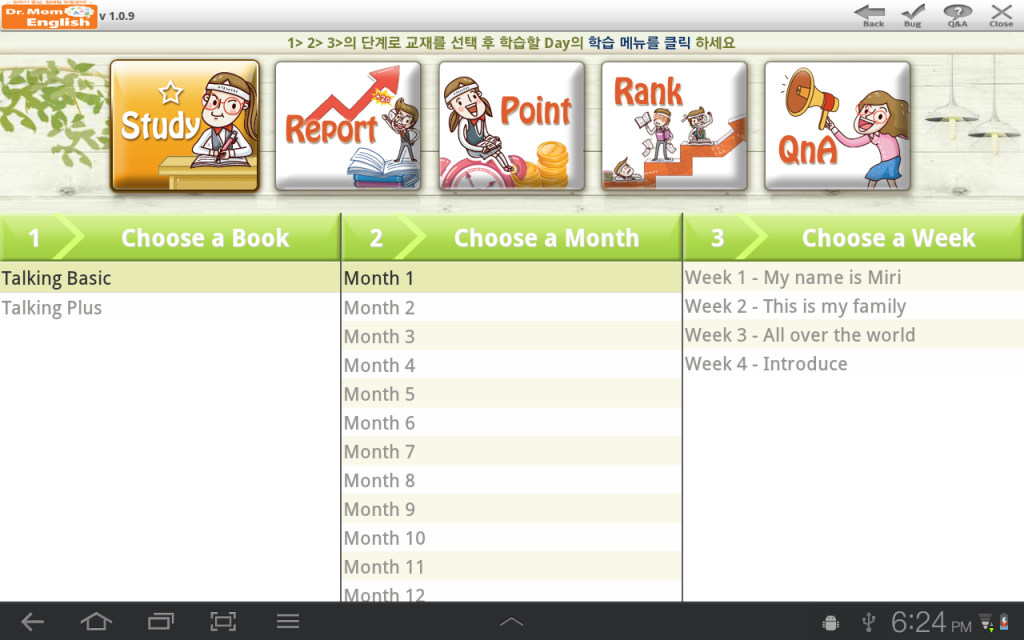 Dr. Mom
English
v 1.0.9
Back
Bug
Q&A
Close
1> 2> 3>의 단계로 교재를 선택 후 학습할 Day의 학습 메뉴를 클릭 하세요
Study
Report
+20
Point
Rank
QnA
1 Choose a Book
2 Choose a Month
3 Choose a Week
Talking Basic
Talking Plus
Month 1
Month 2
Month 3
Month 4
Month 5
Month 6
Month 7
Month 8
Month 9
Month 10
Month 11
Month 12
Week 1 - My name is Miri
Week 2 - This is my family
Week 3 - All over the world
Week 4 - Introduce
6:24 PM